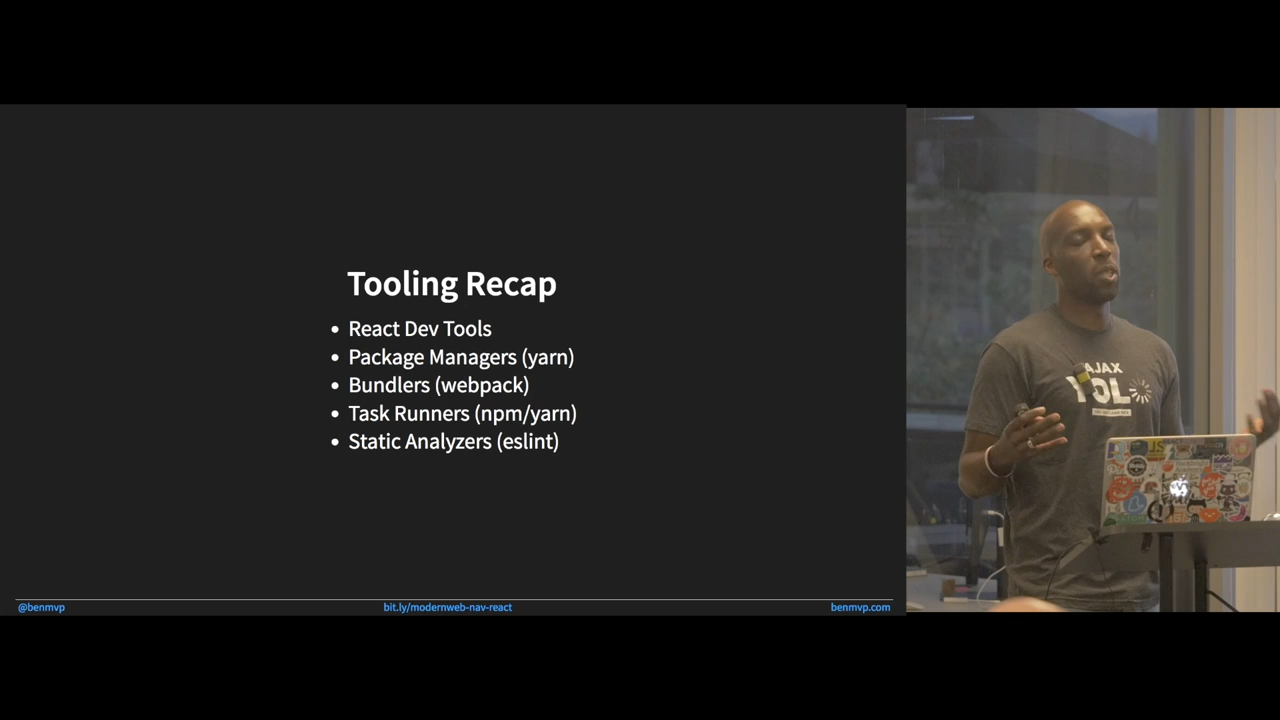 Tooling Recap
• React Dev Tools
• Package Managers (yarn)
• Bundlers (webpack)
• Task Runners (npm/yarn)
• Static Analyzers (eslint)
@benmvp
bit.ly/modernweb-nav-react
benmvp.com
AJAX
YOL
JS